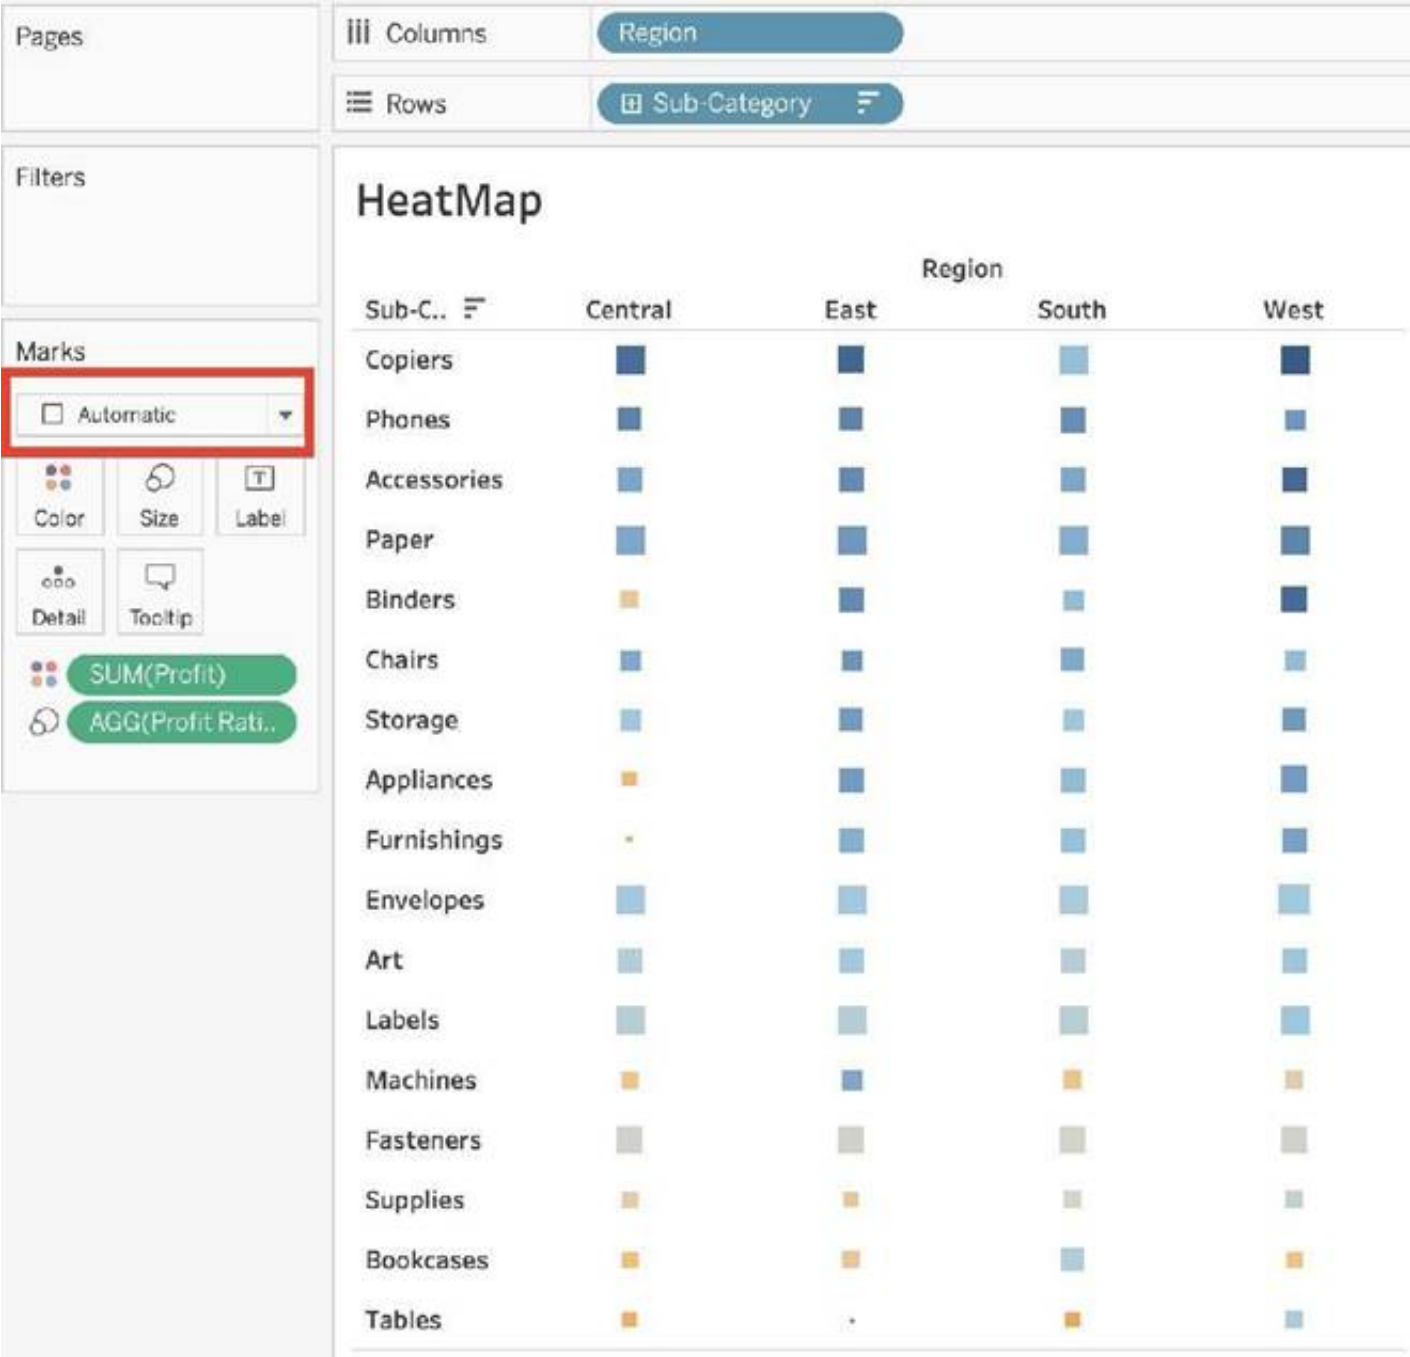 Pages
Columns
Region
Rows
Sub-Category
Filters
HeatMap
Region
Sub-C.. Central East South West
Marks
Automatic
Color Size Label
Detail Tooltip
SUM(Profit)
AGG(Profit Rati..
Copiers
Phones
Accessories
Paper
Binders
Chairs
Storage
Appliances
Furnishings
Envelopes
Art
Labels
Machines
Fasteners
Supplies
Bookcases
Tables